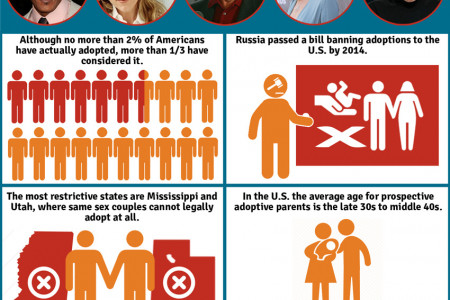 Although no more than 2% of Americans
have actually adopted, more than 1/3 have
considered it.
Russia passed a bill banning adoptions to the
U.S. by 2014.
The most restrictive states are Mississippi and
Utah, where same sex couples cannot legally
adopt at all.
In the U.S. the average age for prospective
adoptive parents is the late 30s to middle 40s.